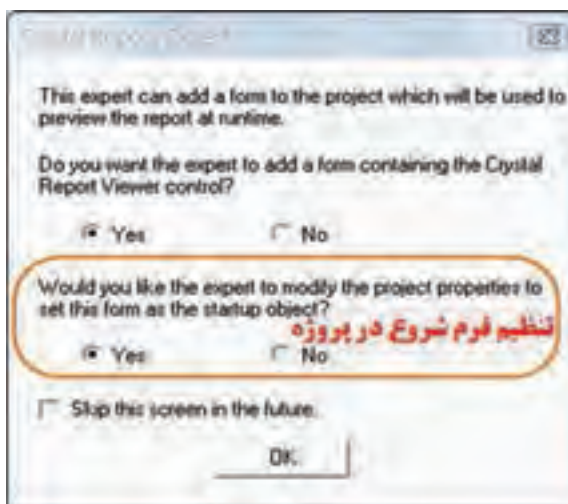 This expert can add a form to the project which will be used to
preview the report at runtime.
Do you want the expert to add a form containing the Crystal
Report Viewer control?
Yes No
Would you like the expert to modify the project properties to
set this form as the startup object?
تنظیم فرم شروع در پروژه
Yes No
Skip this screen in the future.
OK